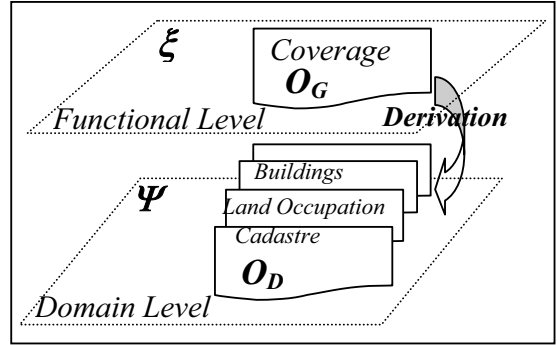 ξ
Coverage
O_G
Functional Level
Derivation
Buildings
Ψ
Land Occupation
Cadastre
O_D
Domain Level